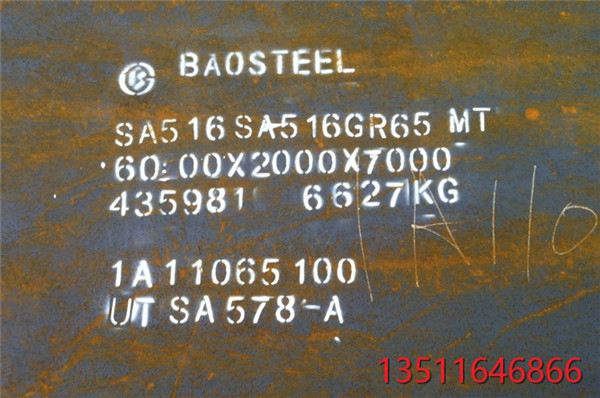 BAOSTEEL
SA516 SA516GR65 MT
60.00X2000X7000
435981 6627KG
1A11065100
UT SA578-A
13511646866